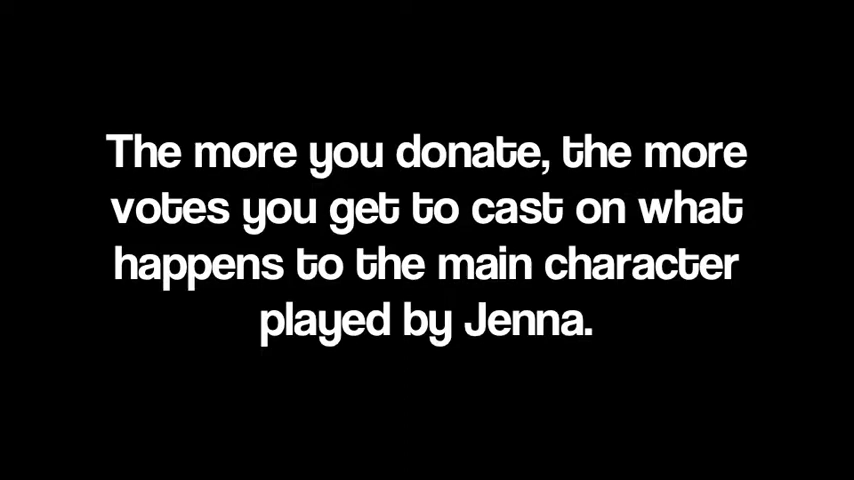 The more you donate, the more
votes you get to cast on what
happens to the main character
played by Jenna.